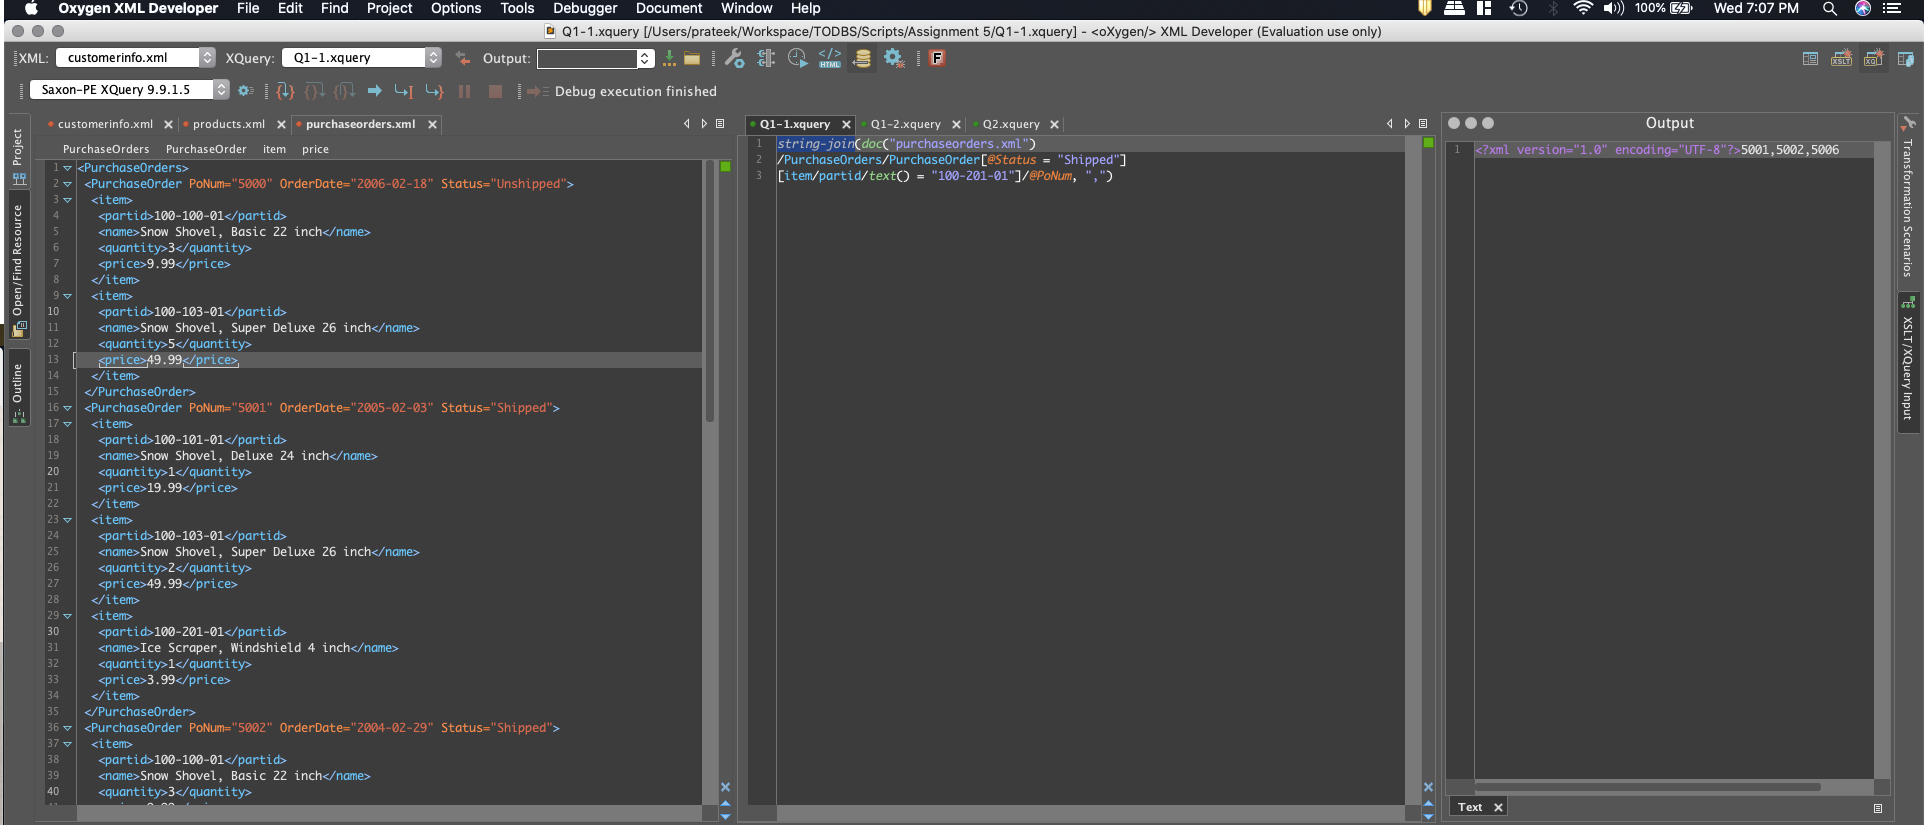 Oxygen XML Developer File Edit Find Project Options Tools Debugger Document Window Help 100% Wed 7:07 PM
Q1-1.xquery [/Users/prateek/Workspace/TODBS/Scripts/Assignment 5/Q1-1.xquery] - <oXygen/> XML Developer (Evaluation use only)
XML: customerinfo.xml XQuery: Q1-1.xquery Output:
Saxon-PE XQuery 9.9.1.5 Debug execution finished
Project
Open/Find Resource
Outline
customerinfo.xml products.xml purchaseorders.xml
PurchaseOrders PurchaseOrder item price
1 <PurchaseOrders>
2 <PurchaseOrder PoNum="5000" OrderDate="2006-02-18" Status="Unshipped">
3 <item>
4 <partid>100-100-01</partid>
5 <name>Snow Shovel, Basic 22 inch</name>
6 <quantity>3</quantity>
7 <price>9.99</price>
8 </item>
9 <item>
10 <partid>100-103-01</partid>
11 <name>Snow Shovel, Super Deluxe 26 inch</name>
12 <quantity>5</quantity>
13 <price>49.99</price>
14 </item>
15 </PurchaseOrder>
16 <PurchaseOrder PoNum="5001" OrderDate="2005-02-03" Status="Shipped">
17 <item>
18 <partid>100-101-01</partid>
19 <name>Snow Shovel, Deluxe 24 inch</name>
20 <quantity>1</quantity>
21 <price>19.99</price>
22 </item>
23 <item>
24 <partid>100-103-01</partid>
25 <name>Snow Shovel, Super Deluxe 26 inch</name>
26 <quantity>2</quantity>
27 <price>49.99</price>
28 </item>
29 <item>
30 <partid>100-201-01</partid>
31 <name>Ice Scraper, Windshield 4 inch</name>
32 <quantity>1</quantity>
33 <price>3.99</price>
34 </item>
35 </PurchaseOrder>
36 <PurchaseOrder PoNum="5002" OrderDate="2004-02-29" Status="Shipped">
37 <item>
38 <partid>100-100-01</partid>
39 <name>Snow Shovel, Basic 22 inch</name>
40 <quantity>3</quantity>
Q1-1.xquery Q1-2.xquery Q2.xquery
1 string-join(doc("purchaseorders.xml")
2 /PurchaseOrders/PurchaseOrder[@Status = "Shipped"]
3 [item/partid/text() = "100-201-01"]/@PoNum, ",")
Output
1 <?xml version="1.0" encoding="UTF-8"?>5001,5002,5006
Text
Transformation Scenarios
XSLT/XQuery Input